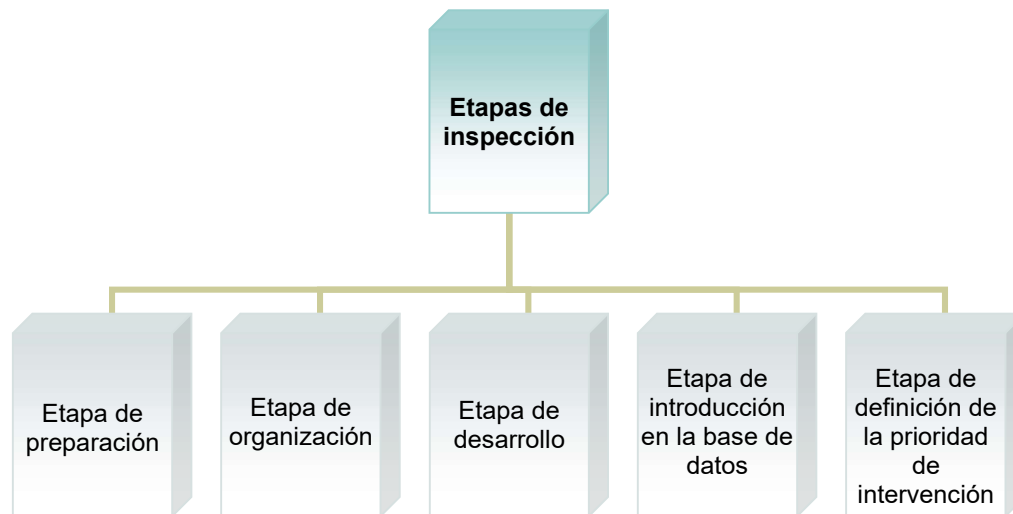 Etapas de
inspección
Etapa de
preparación
Etapa de
organización
Etapa de
desarrollo
Etapa de
introducción
en la base de
datos
Etapa de
definición de
la prioridad
de
intervención